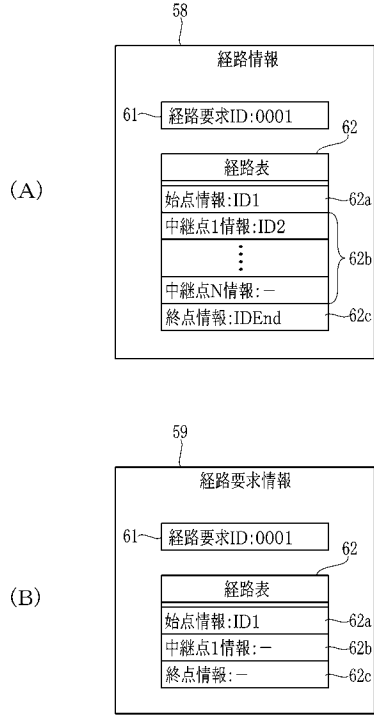 58
経路情報
61
経路要求ID:0001
62
経路表
(A)
始点情報:ID1
62a
中継点1情報:ID2
62b
中継点N情報:−
終点情報:IDEnd
62c
59
経路要求情報
61
経路要求ID:0001
62
経路表
(B)
始点情報:ID1
62a
中継点1情報:−
62b
終点情報:−
62c